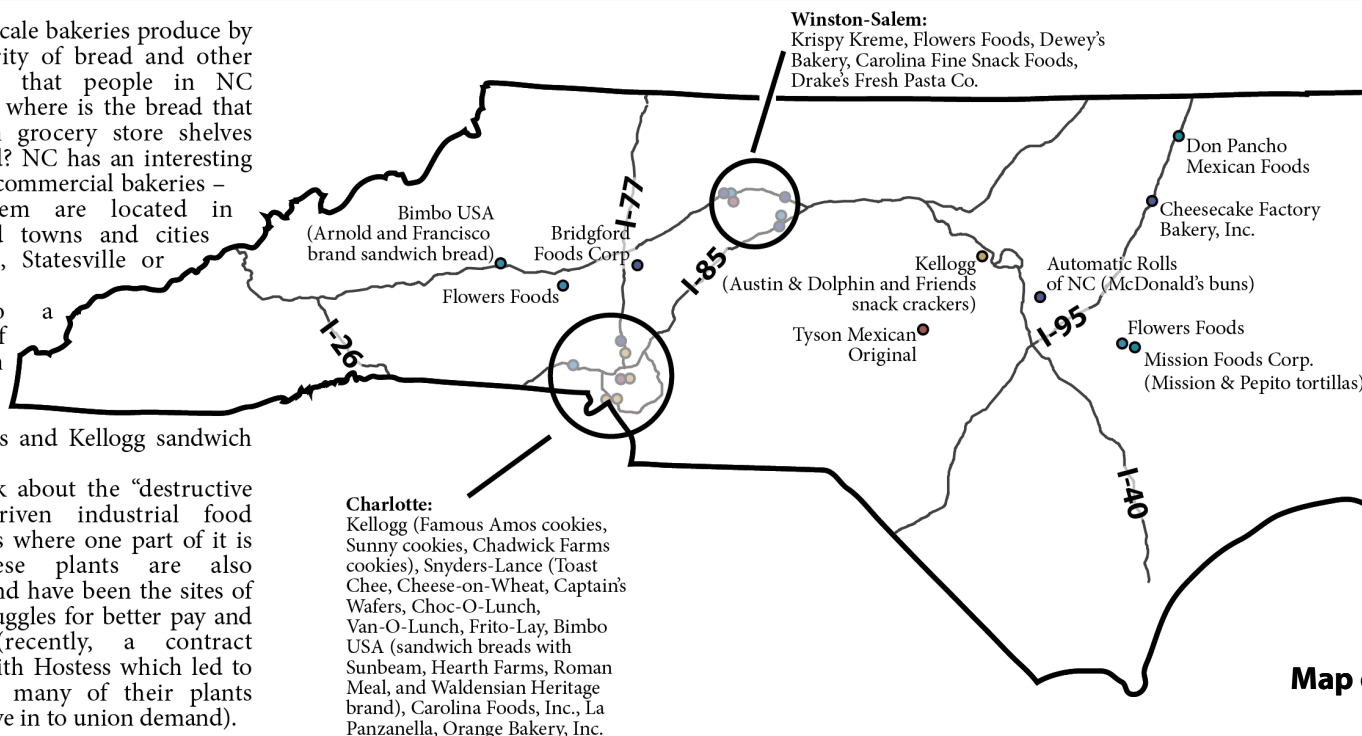 scale bakeries produce by
rity of bread and other
that people in NC
where is the bread that
grocery store shelves
? NC has an interesting
commercial bakeries –
em are located in
towns and cities
, Statesville or
a
s and Kellogg sandwich
k about the “destructive
riven industrial food
s where one part of it is
ese plants are also
nd have been the sites of
uggles for better pay and
(recently, a contract
ith Hostess which led to
many of their plants
ve in to union demand).
Winston-Salem:
Krispy Kreme, Flowers Foods, Dewey’s
Bakery, Carolina Fine Snack Foods,
Drake’s Fresh Pasta Co.
Don Pancho
Mexican Foods
Cheesecake Factory
Bakery, Inc.
I-77
Bimbo USA
(Arnold and Francisco
brand sandwich bread)
Bridgford
Foods Corp
Flowers Foods
I-85
Kellogg
(Austin & Dolphin and Friends
snack crackers)
Automatic Rolls
of NC (McDonald’s buns)
Tyson Mexican
Original
I-95
Flowers Foods
Mission Foods Corp.
(Mission & Pepito tortillas)
I-26
I-40
Charlotte:
Kellogg (Famous Amos cookies,
Sunny cookies, Chadwick Farms
cookies), Snyders-Lance (Toast
Chee, Cheese-on-Wheat, Captain’s
Wafers, Choc-O-Lunch,
Van-O-Lunch, Frito-Lay, Bimbo
USA (sandwich breads with
Sunbeam, Hearth Farms, Roman
Meal, and Waldensian Heritage
brand), Carolina Foods, Inc., La
Panzanella, Orange Bakery, Inc.
Map